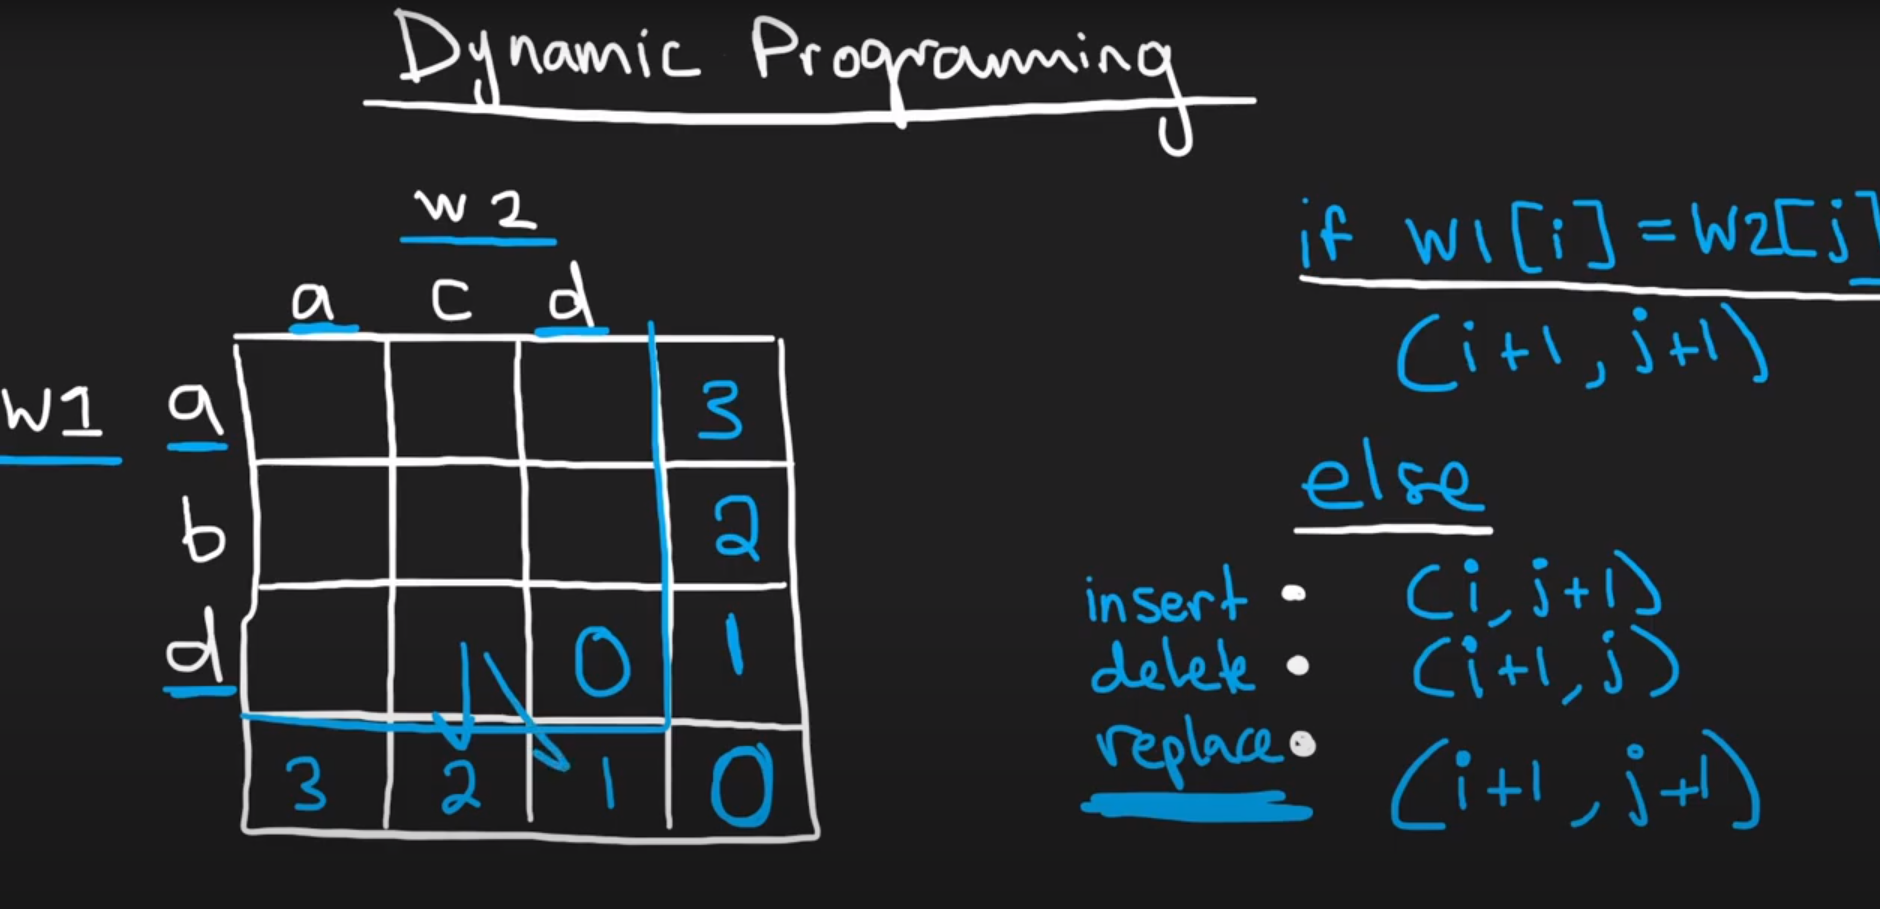 Dynamic Programming
w2
a c d
if W1[i]=W2[j]
(i+1, j+1)
W1 a 3
else
b 2
insert • (i, j+1)
d 0 1
delete • (i+1, j)
replace • (i+1, j+1)
3 2 1 0